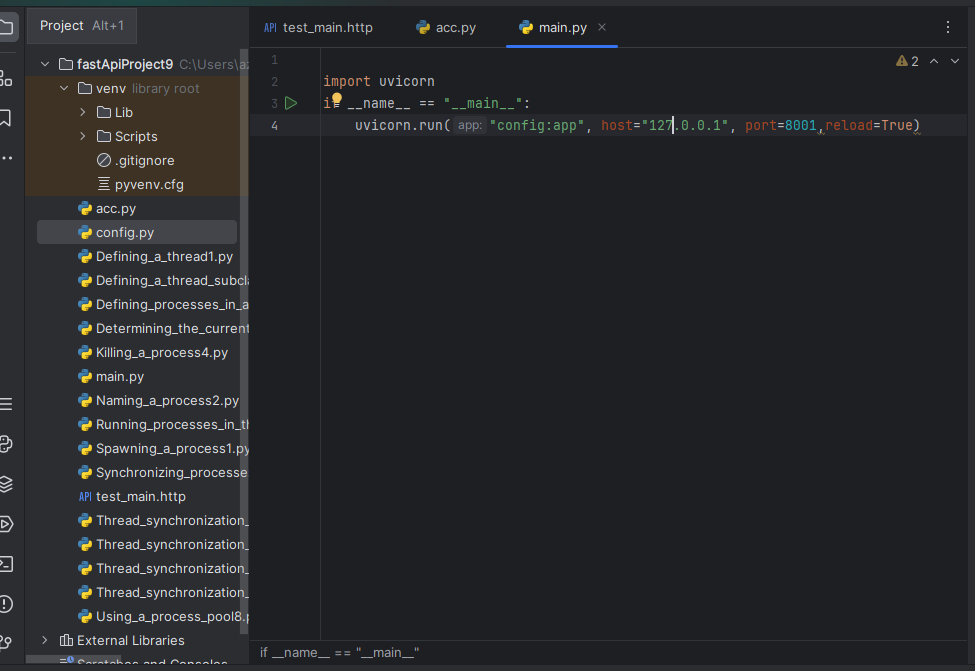 Project Alt+1
test_main.http acc.py main.py
fastApiProject9 C:\Users\a
venv library root
Lib
Scripts
.gitignore
pyvenv.cfg
acc.py
config.py
Defining_a_thread1.py
Defining_a_thread_subcl
Defining_processes_in_a
Determining_the_current
Killing_a_process4.py
main.py
Naming_a_process2.py
Running_processes_in_t
Spawning_a_process1.py
Synchronizing_processe
API test_main.http
Thread_synchronization_
Thread_synchronization_
Thread_synchronization_
Thread_synchronization_
Using_a_process_pool8.
External Libraries
Scratches and Consoles
API
2
1
2 import uvicorn
3 if __name__ == "__main__":
4 uvicorn.run( app: "config:app", host="127.0.0.1", port=8001,reload=True)
if __name__ == "__main__"